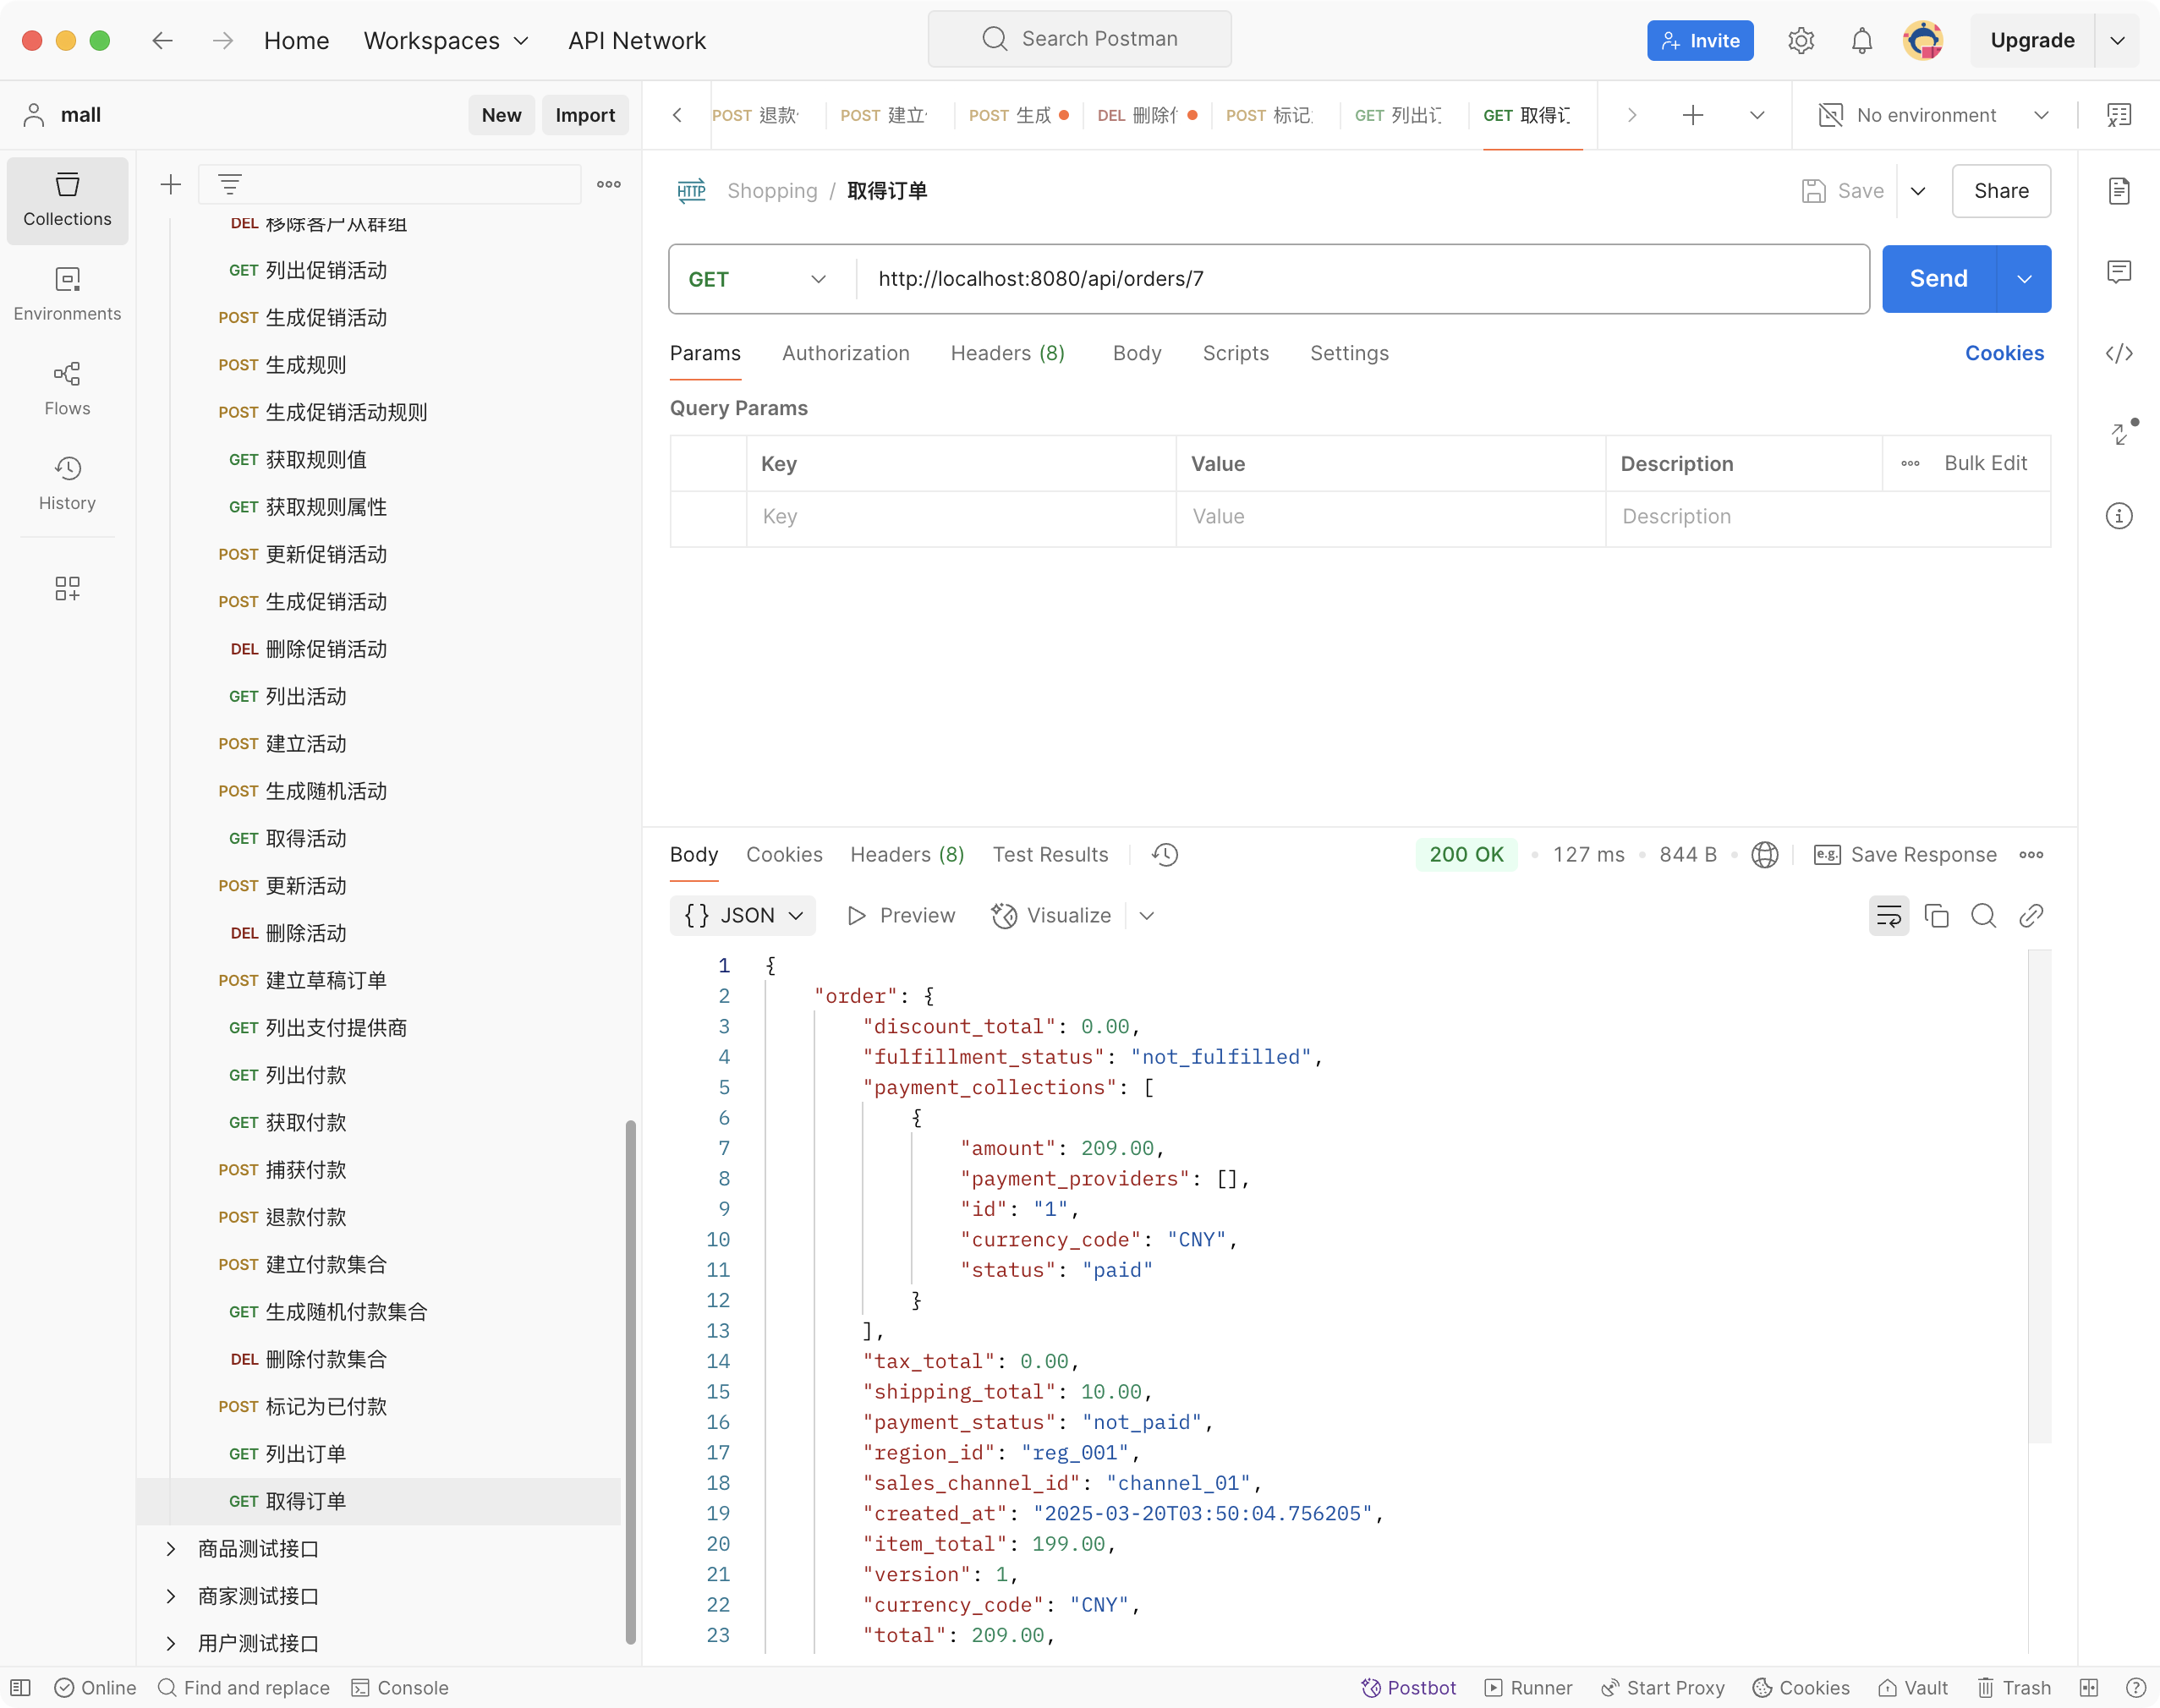 Home
Workspaces
API Network
Search Postman
Invite
Upgrade
mall
New
Import
POST 退款
POST 建立
POST 生成
DEL 删除
POST 标记
GET 列出
GET 取得
No environment
Collections
Environments
Flows
History
DEL 移除客户从群组
GET 列出促销活动
POST 生成促销活动
POST 生成规则
POST 生成促销活动规则
GET 获取规则值
GET 获取规则属性
POST 更新促销活动
POST 生成促销活动
DEL 删除促销活动
GET 列出活动
POST 建立活动
POST 生成随机活动
GET 取得活动
POST 更新活动
DEL 删除活动
POST 建立草稿订单
GET 列出支付提供商
GET 列出付款
GET 获取付款
POST 捕获付款
POST 退款付款
POST 建立付款集合
GET 生成随机付款集合
DEL 删除付款集合
POST 标记为已付款
GET 列出订单
GET 取得订单
商品测试接口
商家测试接口
用户测试接口
HTTP
Shopping / 取得订单
Save
Share
GET
http://localhost:8080/api/orders/7
Send
Params
Authorization
Headers (8)
Body
Scripts
Settings
Cookies
Query Params
Key
Value
Description
Bulk Edit
Key
Value
Description
Body
Cookies
Headers (8)
Test Results
200 OK
127 ms
844 B
e.g.
Save Response
{} JSON
Preview
Visualize
1 {
2 "order": {
3 "discount_total": 0.00,
4 "fulfillment_status": "not_fulfilled",
5 "payment_collections": [
6 {
7 "amount": 209.00,
8 "payment_providers": [],
9 "id": "1",
10 "currency_code": "CNY",
11 "status": "paid"
12 }
13 ],
14 "tax_total": 0.00,
15 "shipping_total": 10.00,
16 "payment_status": "not_paid",
17 "region_id": "reg_001",
18 "sales_channel_id": "channel_01",
19 "created_at": "2025-03-20T03:50:04.756205",
20 "item_total": 199.00,
21 "version": 1,
22 "currency_code": "CNY",
23 "total": 209.00,
Online
Find and replace
Console
Postbot
Runner
Start Proxy
Cookies
Vault
Trash